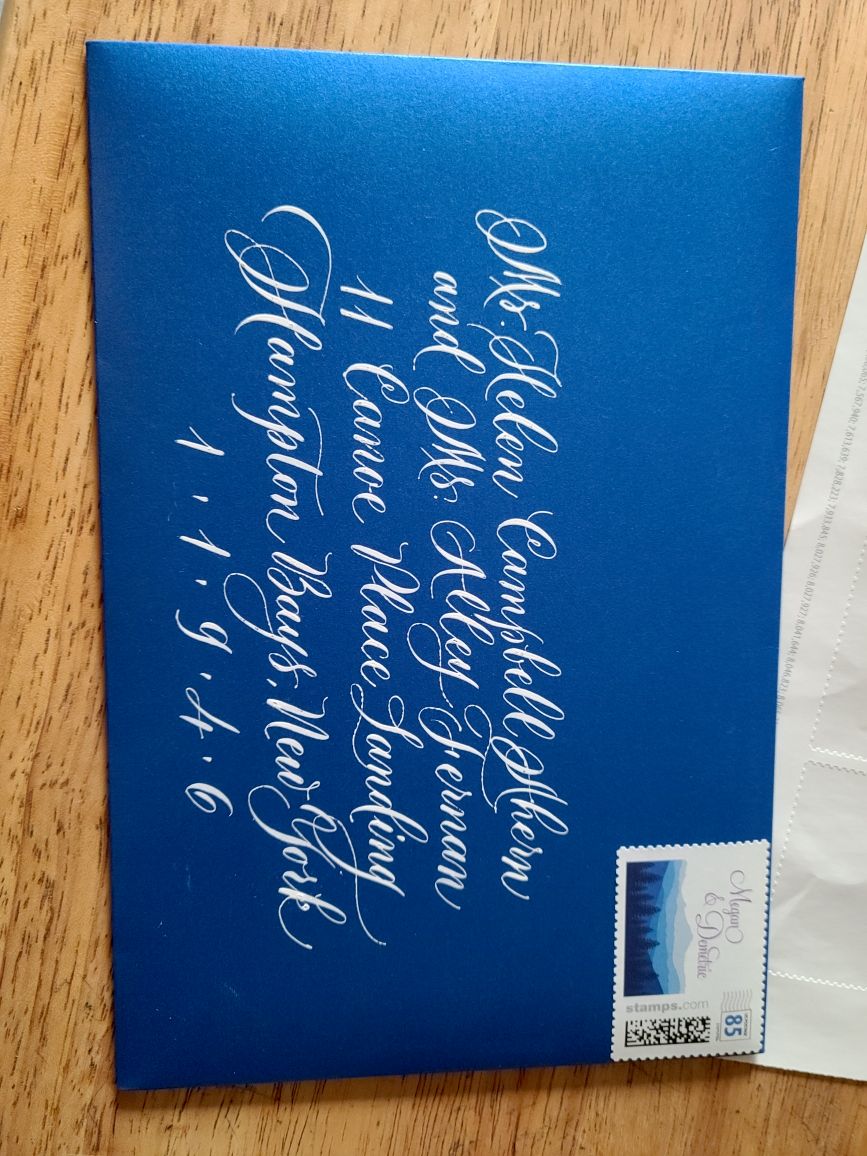 Ms. Helen Campbell Ahern
and Ms. Alley Fernan
11 Canoe Place Landing
Hampton Bays, New York
1 · 1 · 9 · 4 · 6
Megan
& Demetrie
stamps.com
85